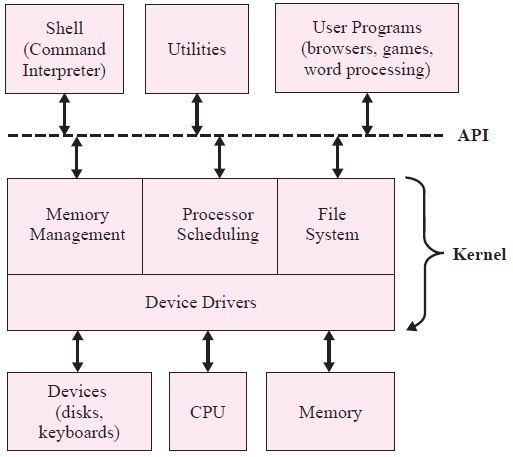 Shell
(Command
Interpreter)
Utilities
User Programs
(browsers, games,
word processing)
API
Memory
Management
Processor
Scheduling
File
System
Kernel
Device Drivers
Devices
(disks,
keyboards)
CPU
Memory